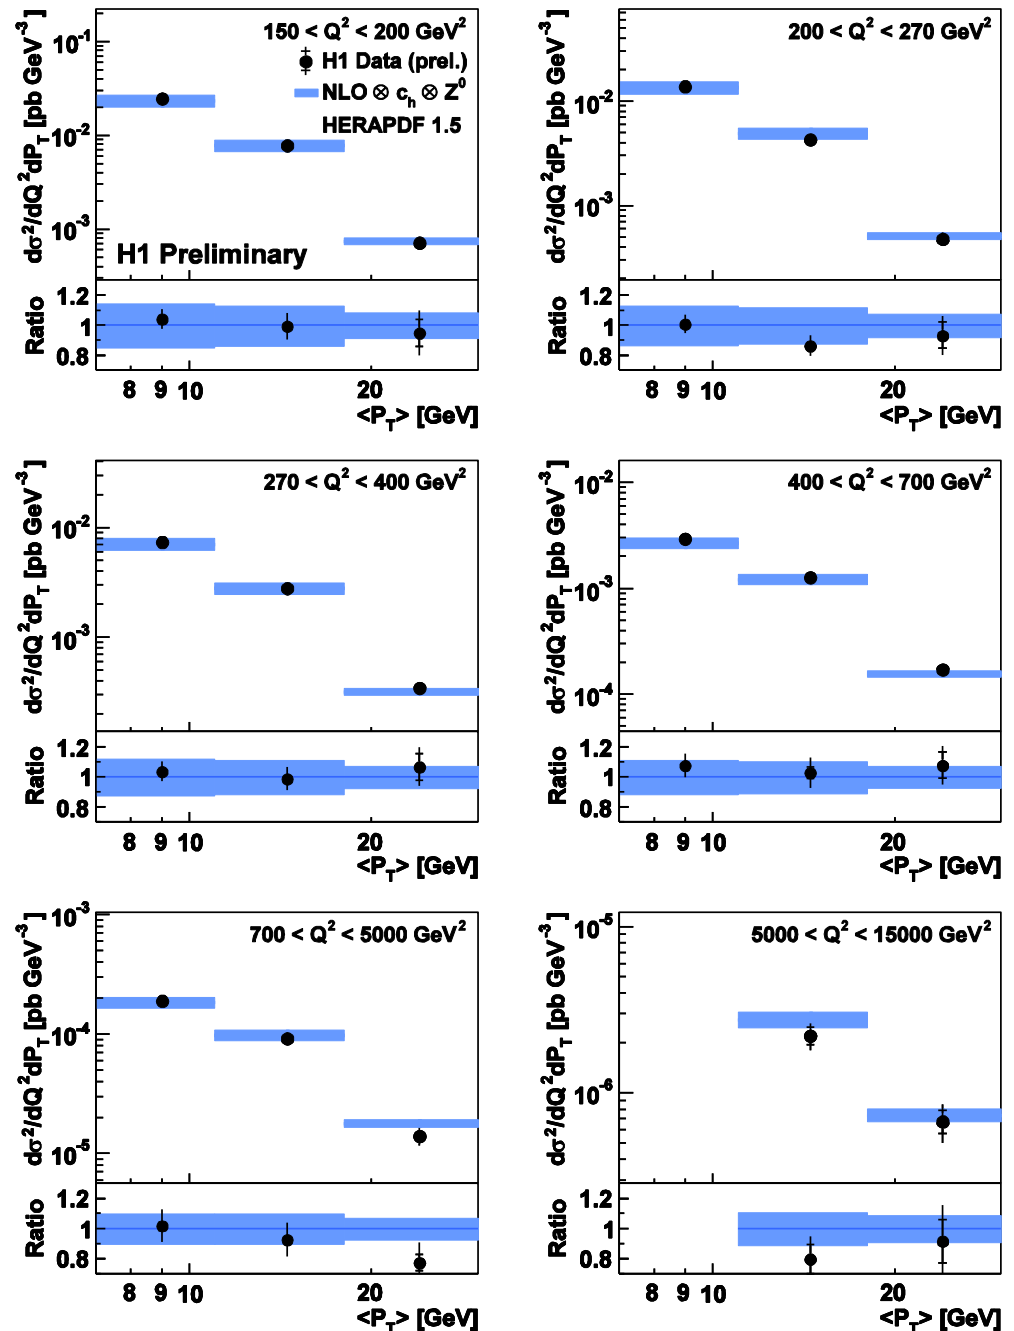 150 < Q² < 200 GeV²
H1 Data (prel.)
NLO ⊗ c_h ⊗ Z⁰
HERAPDF 1.5
H1 Preliminary
dσ²/dQ²dP_T [pb GeV⁻³]
10⁻¹
10⁻²
10⁻³
Ratio
1.2
1
0.8
8 9 10 20
<P_T> [GeV]
200 < Q² < 270 GeV²
dσ²/dQ²dP_T [pb GeV⁻³]
10⁻²
10⁻³
Ratio
1.2
1
0.8
8 9 10 20
<P_T> [GeV]
270 < Q² < 400 GeV²
dσ²/dQ²dP_T [pb GeV⁻³]
10⁻²
10⁻³
Ratio
1.2
1
0.8
8 9 10 20
<P_T> [GeV]
400 < Q² < 700 GeV²
dσ²/dQ²dP_T [pb GeV⁻³]
10⁻²
10⁻³
10⁻⁴
Ratio
1.2
1
0.8
8 9 10 20
<P_T> [GeV]
700 < Q² < 5000 GeV²
dσ²/dQ²dP_T [pb GeV⁻³]
10⁻³
10⁻⁴
10⁻⁵
Ratio
1.2
1
0.8
8 9 10 20
<P_T> [GeV]
5000 < Q² < 15000 GeV²
dσ²/dQ²dP_T [pb GeV⁻³]
10⁻⁵
10⁻⁶
Ratio
1.2
1
0.8
8 9 10 20
<P_T> [GeV]